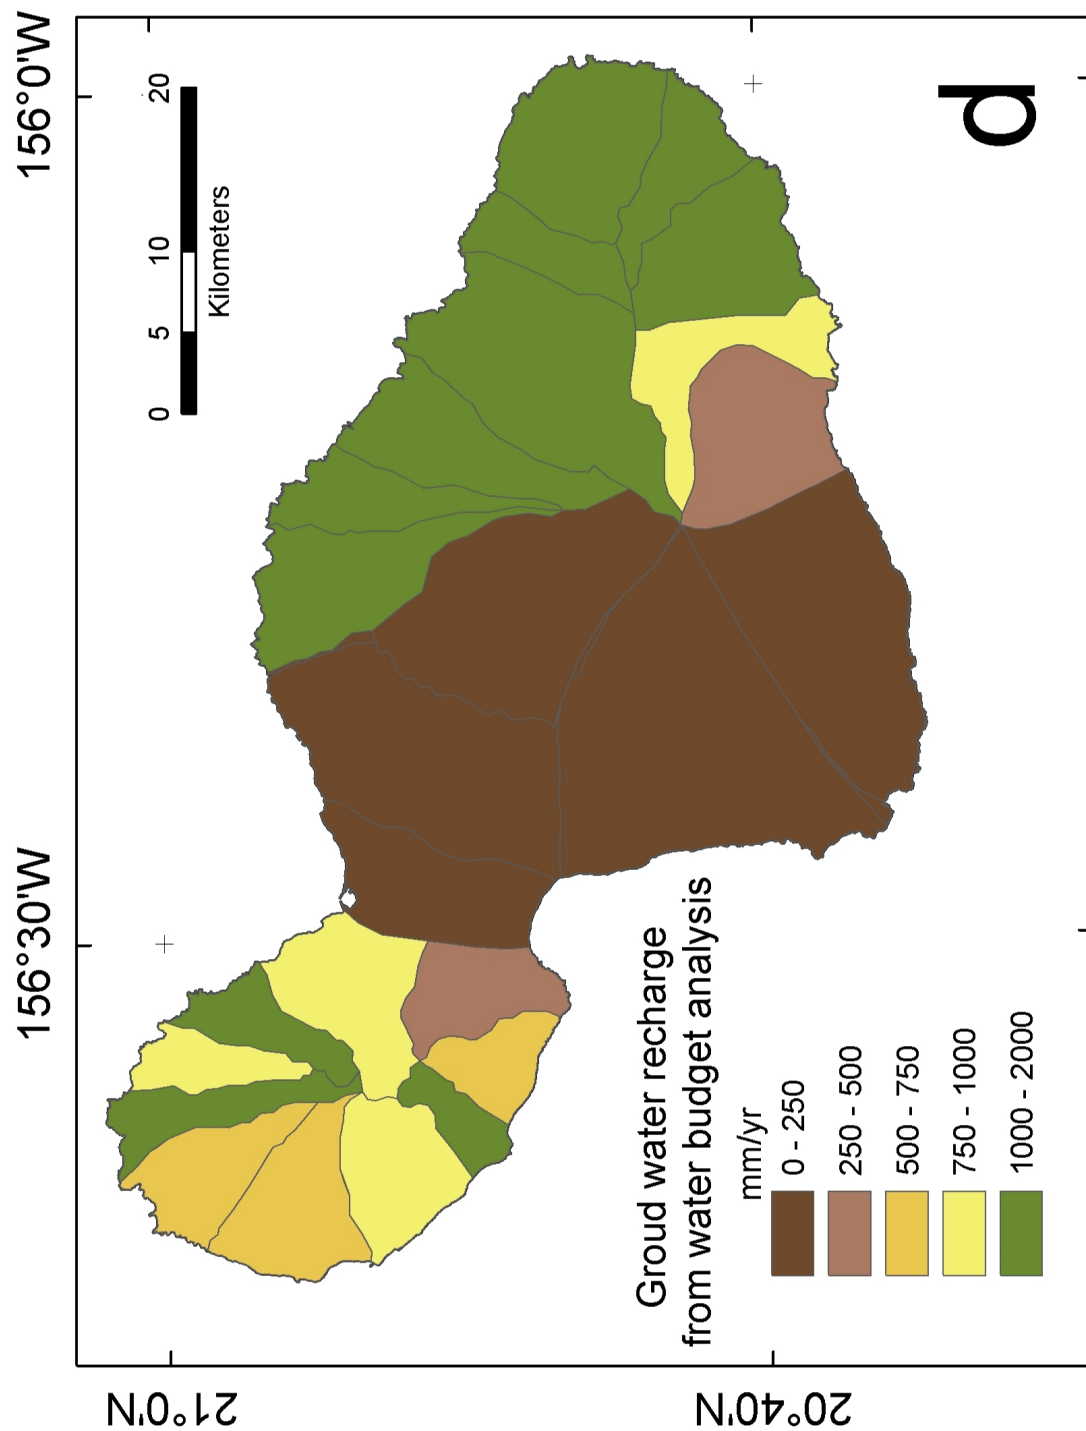 156°30'W
156°0'W
21°0'N
20°40'N
0 5 10 20
Kilometers
Groud water recharge
from water budget analysis
mm/yr
0 - 250
250 - 500
500 - 750
750 - 1000
1000 - 2000
d